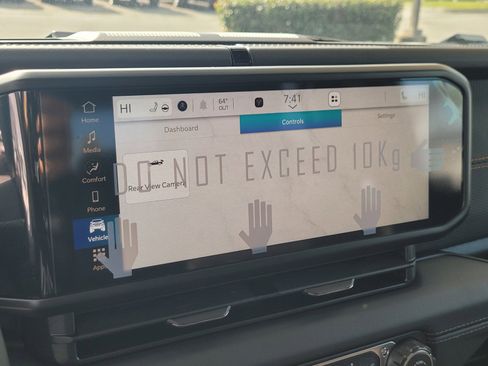 HI 64° OUT 7:41 HI
Home
Dashboard Controls Settings
Media
DO NOT EXCEED 10Kg
Comfort
Rear View Camera
Phone
Vehicle
Apps